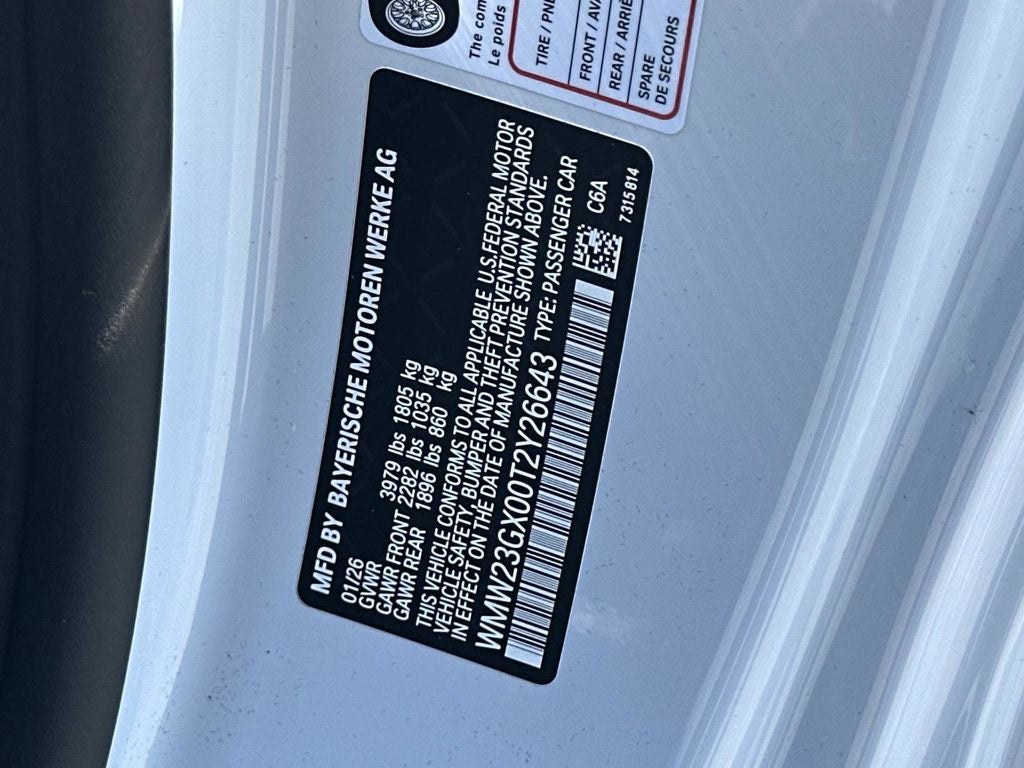 The com
Le poids
TIRE / PNE
FRONT / AVA
REAR / ARRIÈ
SPARE
DE SECOURS
MFD BY BAYERISCHE MOTOREN WERKE AG
01/26
GVWR 3979 lbs 1805 kg
GAWR FRONT 2282 lbs 1035 kg
GAWR REAR 1896 lbs 860 kg
THIS VEHICLE CONFORMS TO ALL APPLICABLE U.S. FEDERAL MOTOR
VEHICLE SAFETY, BUMPER AND THEFT PREVENTION STANDARDS
IN EFFECT ON THE DATE OF MANUFACTURE SHOWN ABOVE.
WMW23GX00T2Y26643 TYPE: PASSENGER CAR
C6A
7 315 814